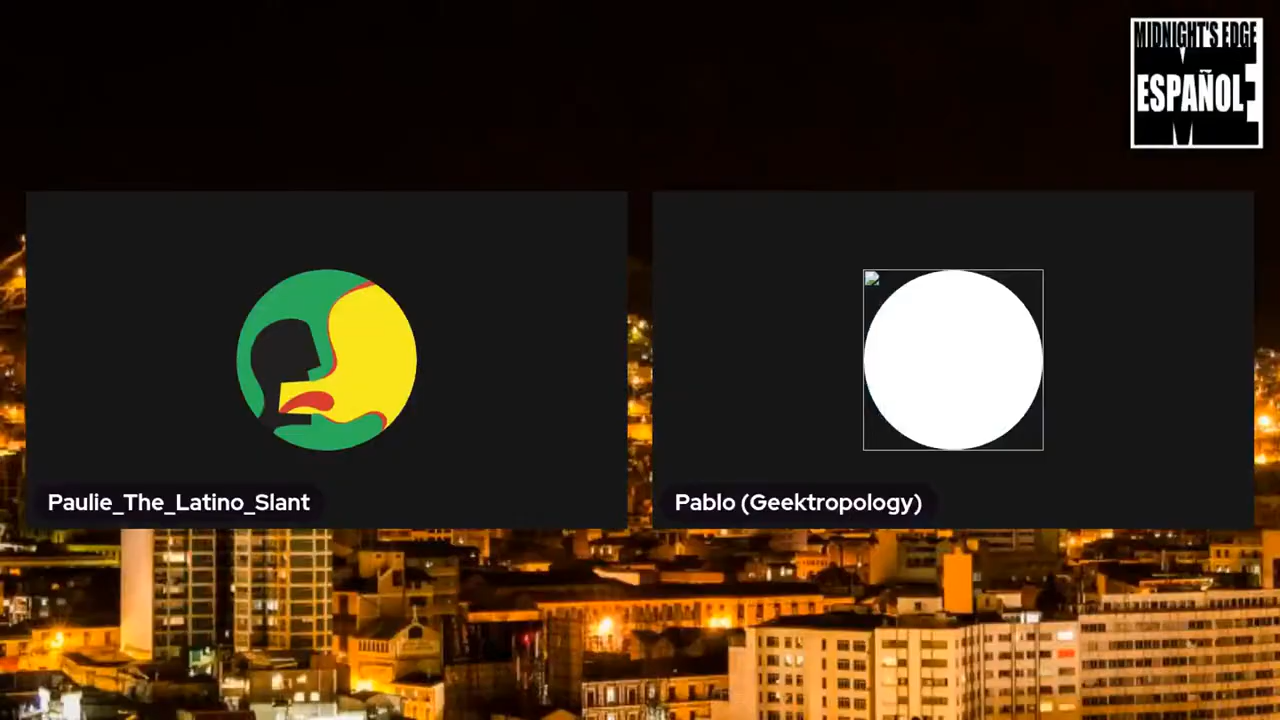 MIDNIGHT'S EDGE
ESPAÑOL
Paulie_The_Latino_Slant
Pablo (Geektropology)